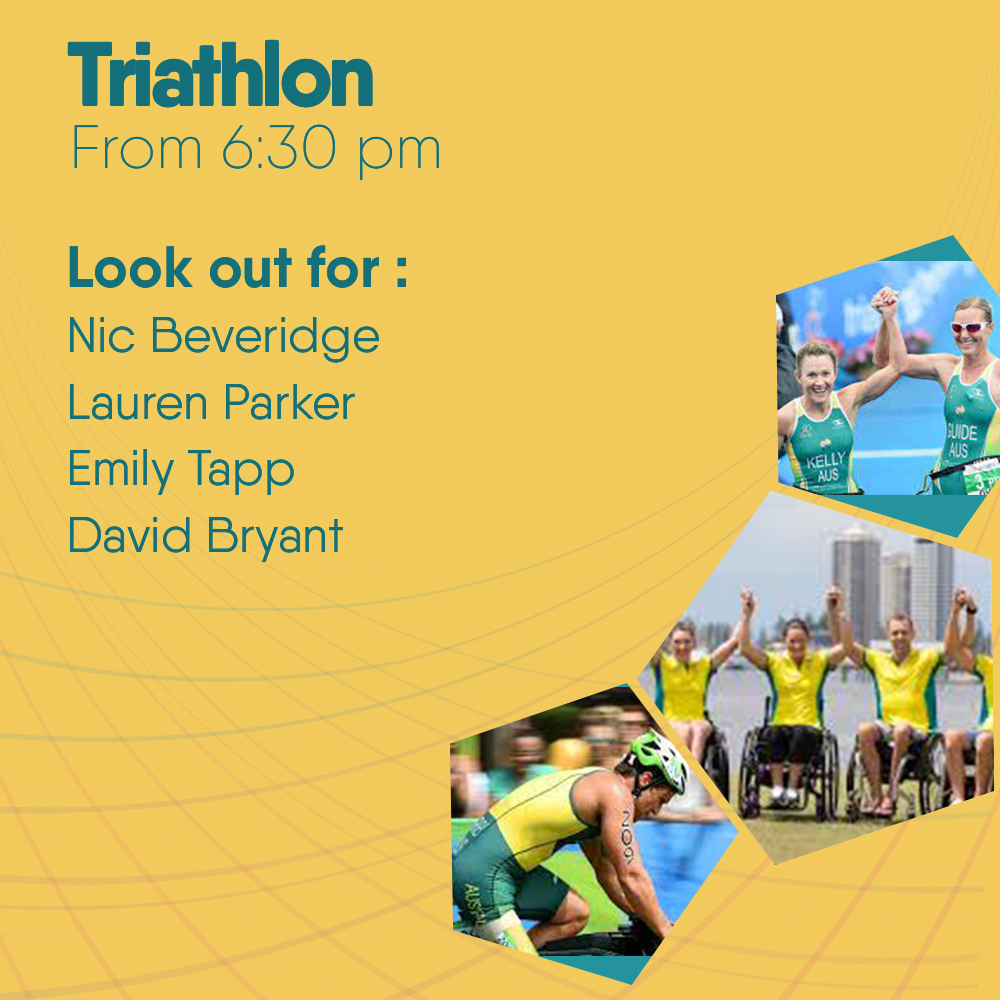 Triathlon
From 6:30 pm
Look out for :
Nic Beveridge
Lauren Parker
Emily Tapp
David Bryant
KELLY
AUS
GUIDE
AUS
3
209